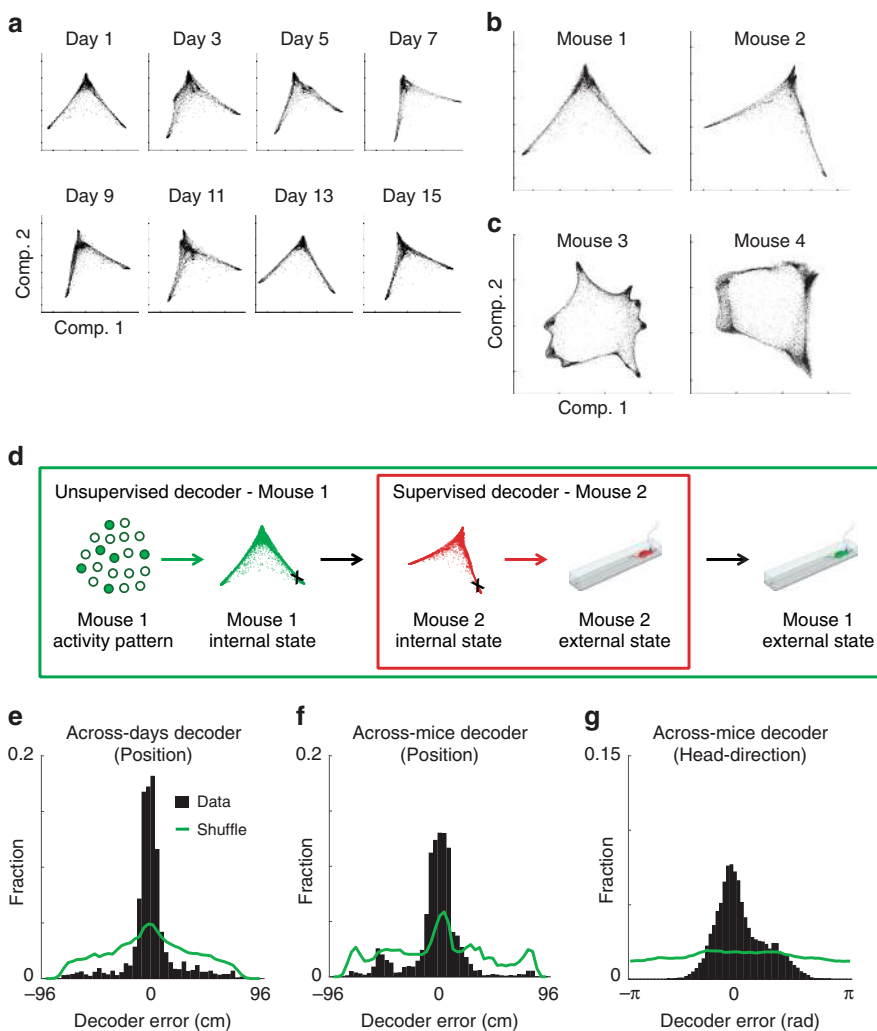 a
Day 1 Day 3 Day 5 Day 7
Day 9 Day 11 Day 13 Day 15
Comp. 2
Comp. 1
b
Mouse 1 Mouse 2
c
Mouse 3 Mouse 4
Comp. 2
Comp. 1
d
Unsupervised decoder - Mouse 1
Supervised decoder - Mouse 2
Mouse 1
activity pattern
Mouse 1
internal state
Mouse 2
internal state
Mouse 2
external state
Mouse 1
external state
e
Across-days decoder
(Position)
0.2
Data
Shuffle
Fraction
0
−96 0 96
Decoder error (cm)
f
Across-mice decoder
(Position)
0.2
Fraction
0
−96 0 96
Decoder error (cm)
g
Across-mice decoder
(Head-direction)
0.15
Fraction
0
−π 0 π
Decoder error (rad)